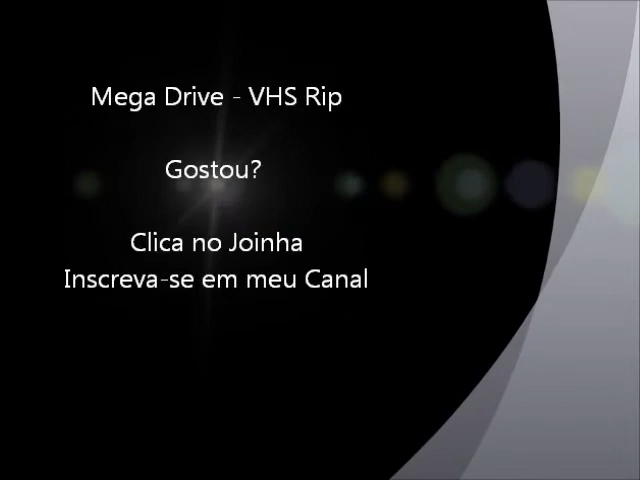 Mega Drive - VHS Rip
Gostou?
Clica no Joinha
Inscreva-se em meu Canal